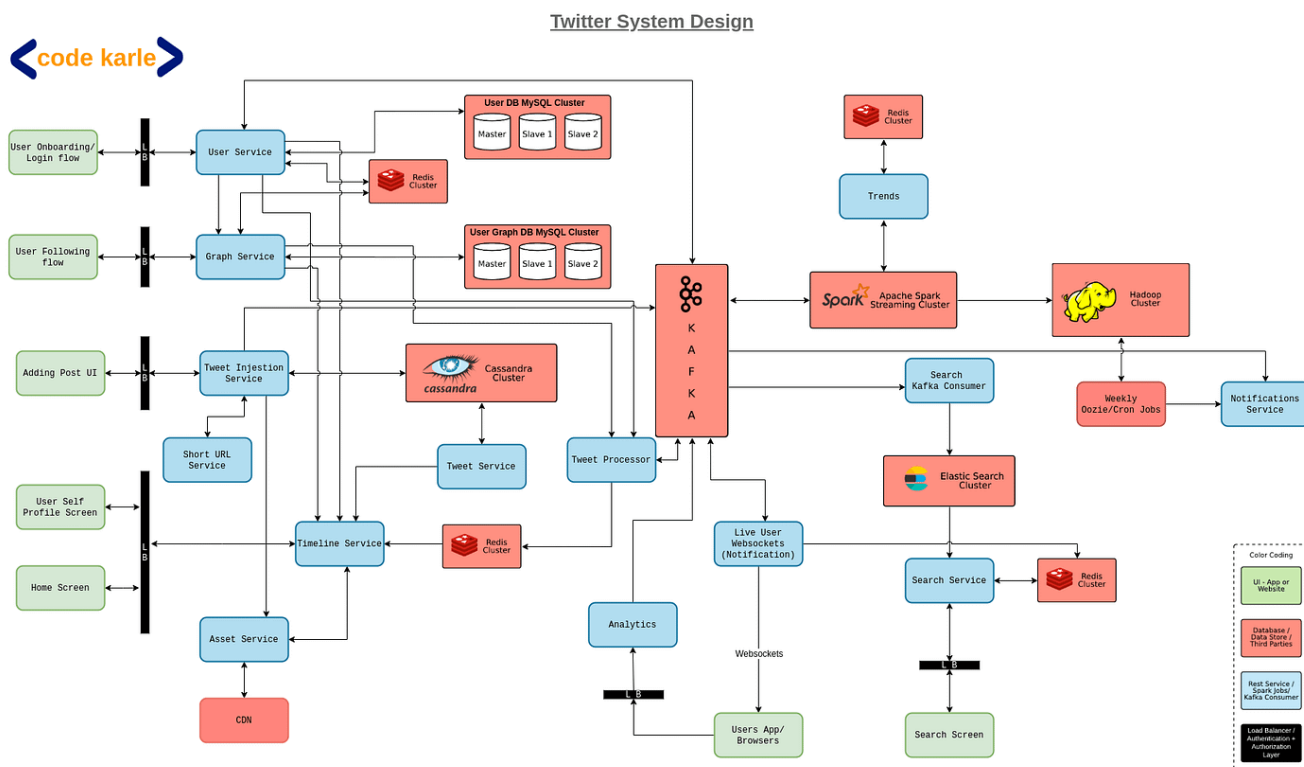 Twitter System Design
< code karle >
User DB MySQL Cluster
Master
Slave 1
Slave 2
Redis
Cluster
User Onboarding/
Login flow
L
B
User Service
Redis
Cluster
Trends
User Graph DB MySQL Cluster
Master
Slave 1
Slave 2
User Following
flow
L
B
Graph Service
K
A
F
K
A
Spark
Apache Spark
Streaming Cluster
Hadoop
Cluster
Adding Post UI
L
B
Tweet Injection
Service
cassandra
Cassandra
Cluster
Search
Kafka Consumer
Weekly
Oozie/Cron Jobs
Notifications
Service
Short URL
Service
Tweet Service
Tweet Processor
Elastic Search
Cluster
User Self
Profile Screen
L
B
Timeline Service
Redis
Cluster
Live User
Websockets
(Notification)
Home Screen
Search Service
Redis
Cluster
Asset Service
Analytics
Websockets
L B
L B
CDN
Users App/
Browsers
Search Screen
Color Coding
UI - App or
Website
Database /
Data Store /
Third Parties
Rest Service /
Spark Jobs/
Kafka Consumer
Load Balancer /
Authentication +
Authorization
Layer